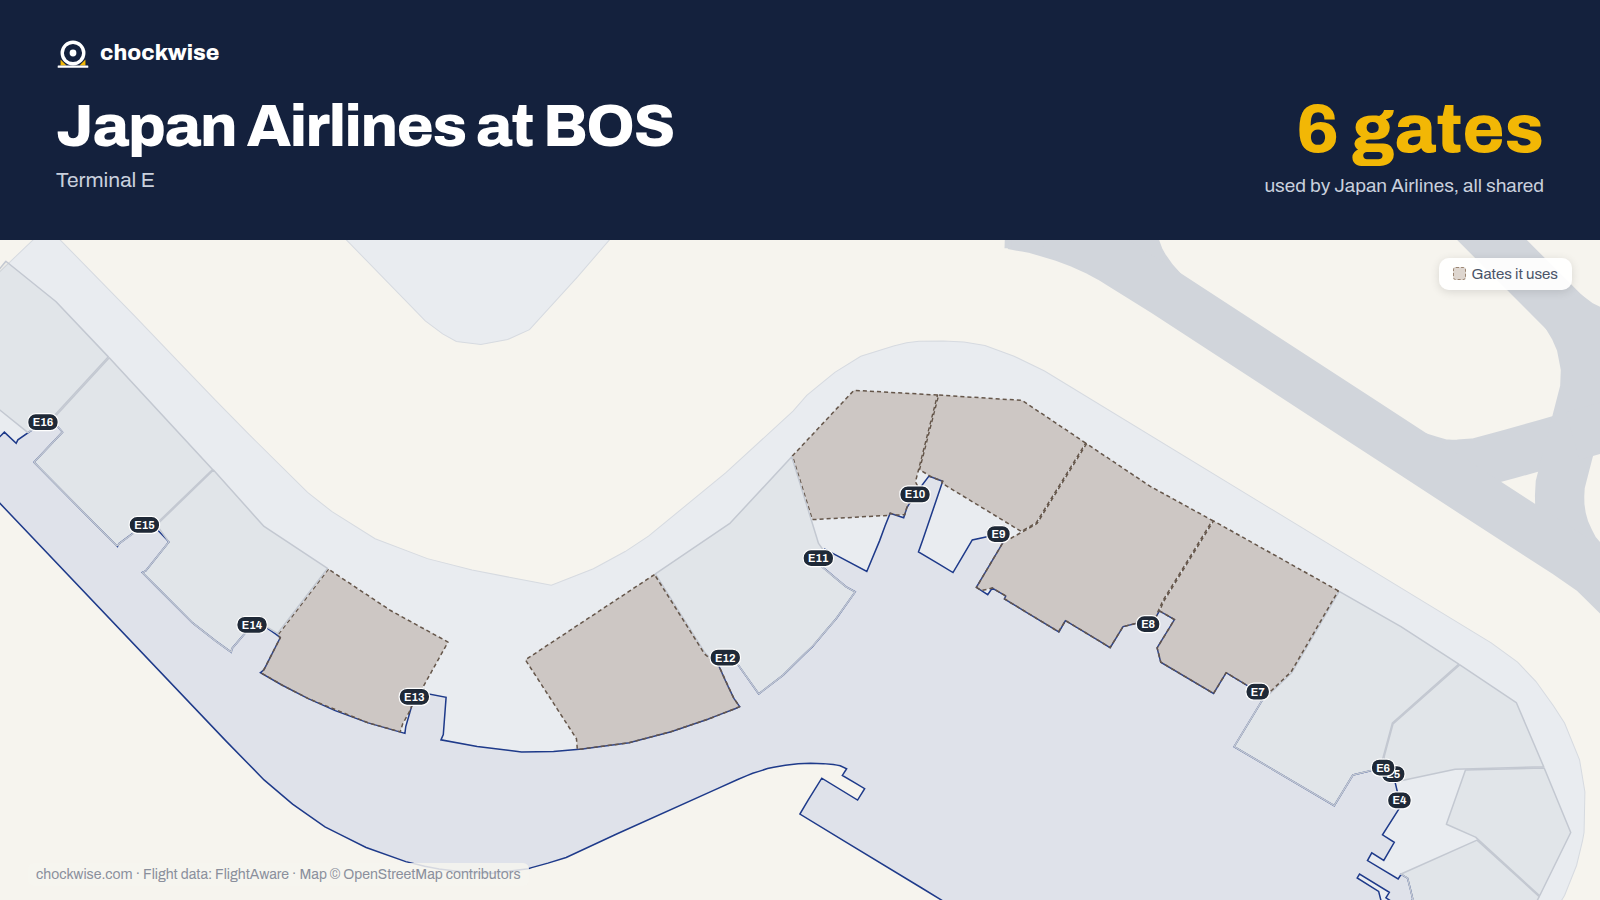 chockwise
Japan Airlines at BOS
Terminal E
6 gates
used by Japan Airlines, all shared
Gates it uses
E16
E15
E14
E13
E12
E11
E10
E9
E8
E7
E6
E5
E4
chockwise.com · Flight data: FlightAware · Map © OpenStreetMap contributors